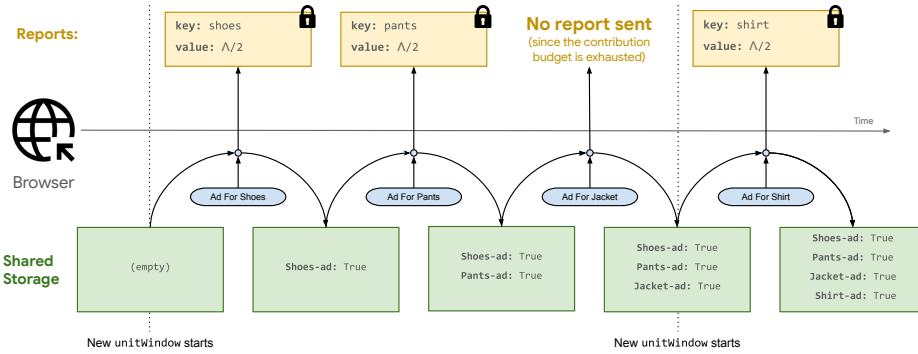 Reports:
key: shoes
value: Λ/2
key: pants
value: Λ/2
No report sent
(since the contribution
budget is exhausted)
key: shirt
value: Λ/2
Time
Browser
Ad For Shoes
Ad For Pants
Ad For Jacket
Ad For Shirt
Shared
Storage
(empty)
Shoes-ad: True
Shoes-ad: True
Pants-ad: True
Shoes-ad: True
Pants-ad: True
Jacket-ad: True
Shoes-ad: True
Pants-ad: True
Jacket-ad: True
Shirt-ad: True
New unitWindow starts
New unitWindow starts